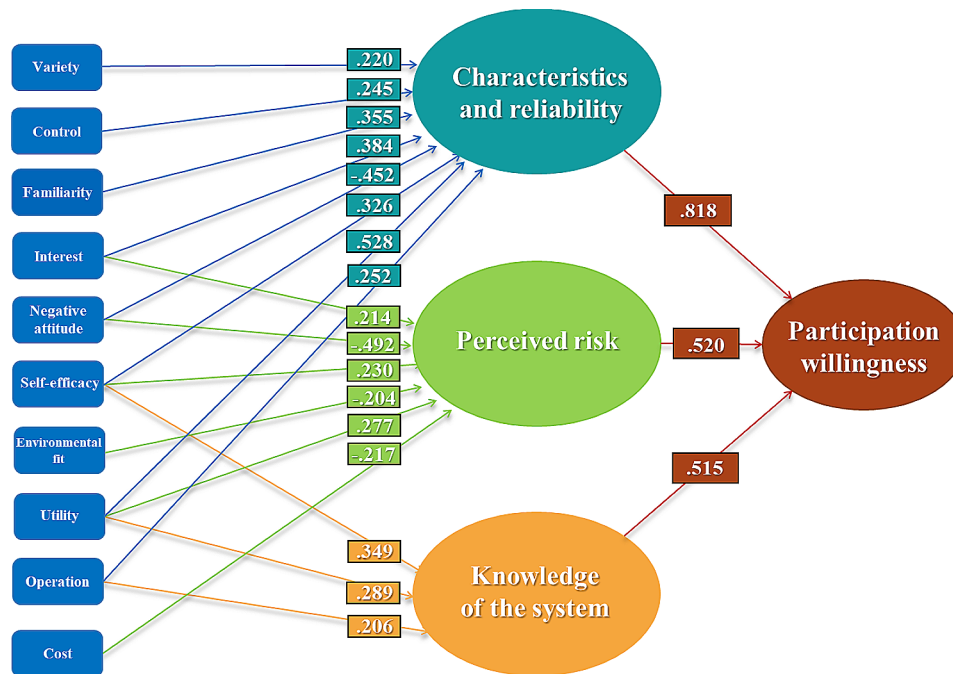 Variety
Control
Familiarity
Interest
Negative
attitude
Self-efficacy
Environmental
fit
Utility
Operation
Cost
.220
.245
.355
.384
-.452
.326
.528
.252
.214
-.492
.230
-.204
.277
-.217
.349
.289
.206
Characteristics
and reliability
Perceived risk
Knowledge
of the system
.818
.520
.515
Participation
willingness